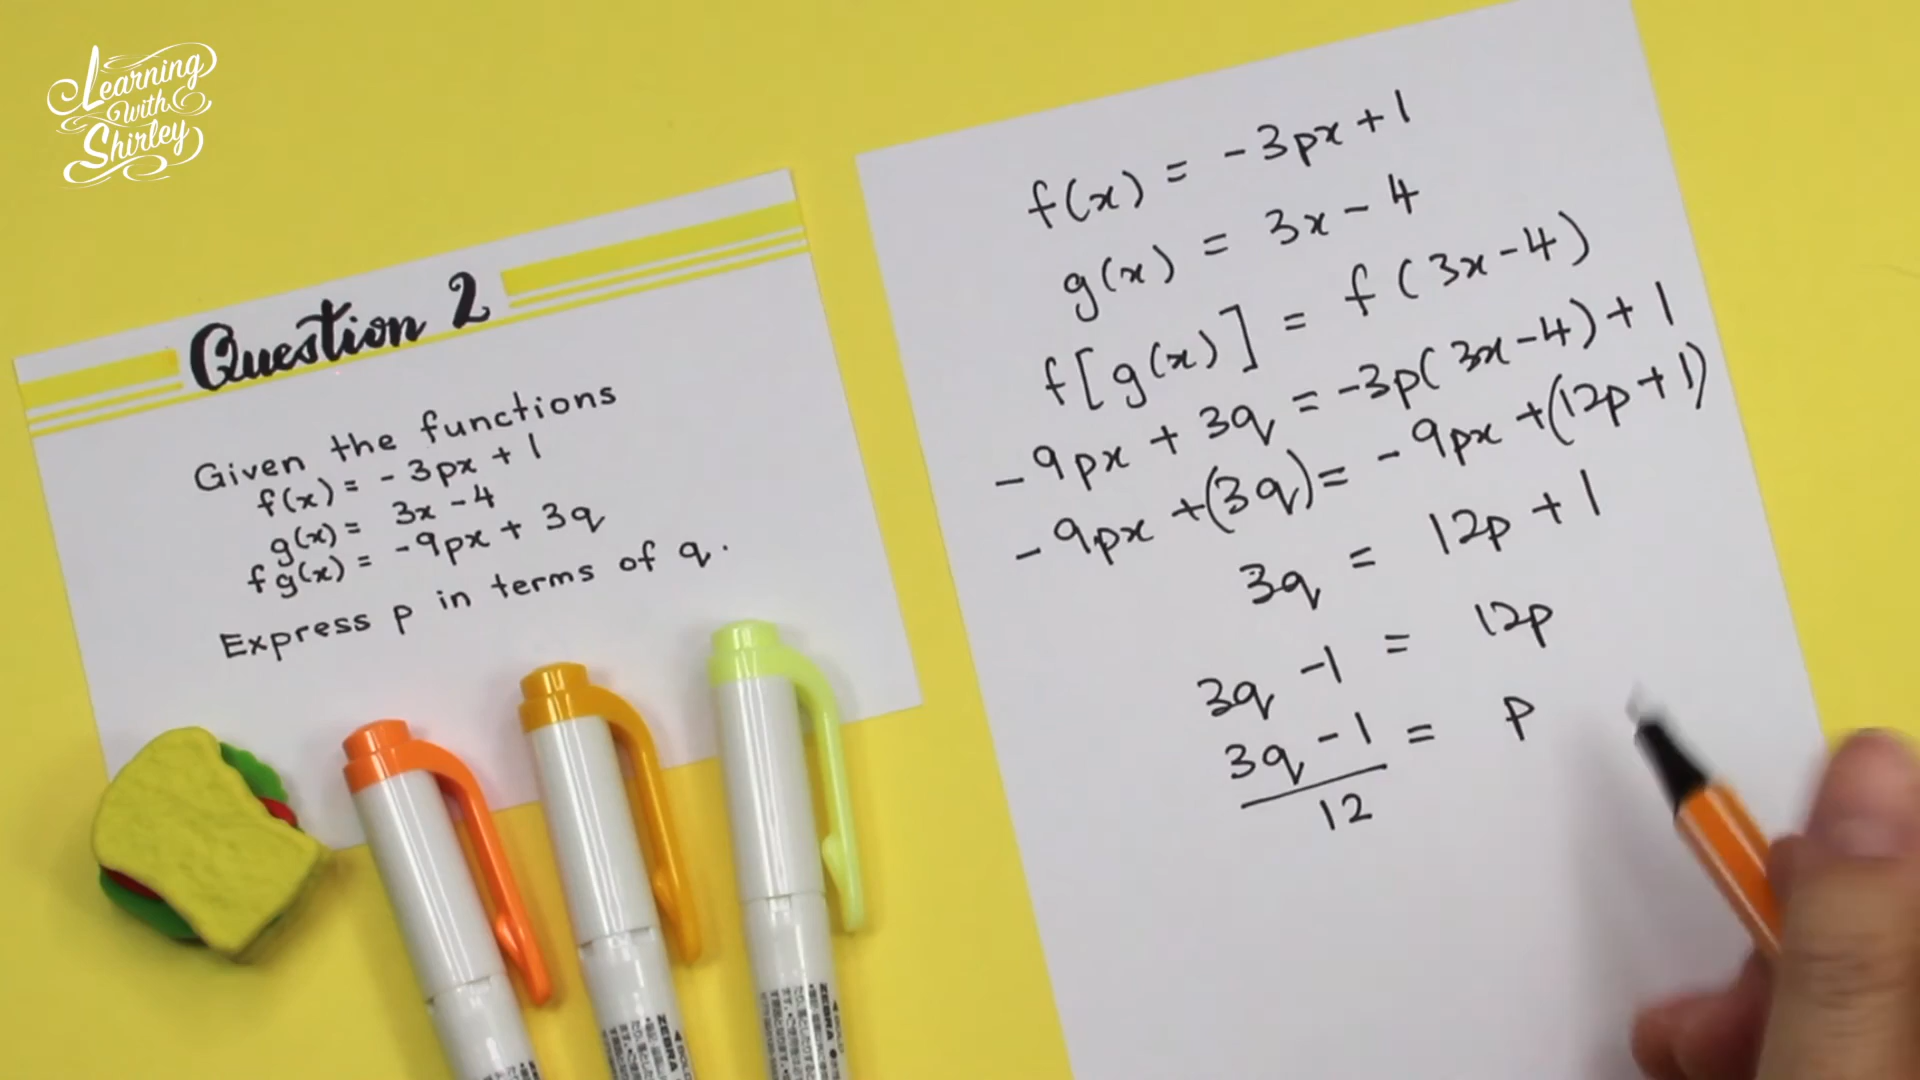 Learning
With
Shirley
Question 2
Given the functions
f(x) = -3px + 1
g(x) = 3x - 4
fg(x) = -9px + 3q
Express p in terms of q.
f(x) = -3px + 1
g(x) = 3x - 4
f[g(x)] = f(3x-4)
-9px + 3q = -3p(3x-4) + 1
-9px + (3q) = -9px + (12p + 1)
3q = 12p + 1
3q - 1 = 12p
3q - 1 = p
12
ZEBRA
ZEBRA